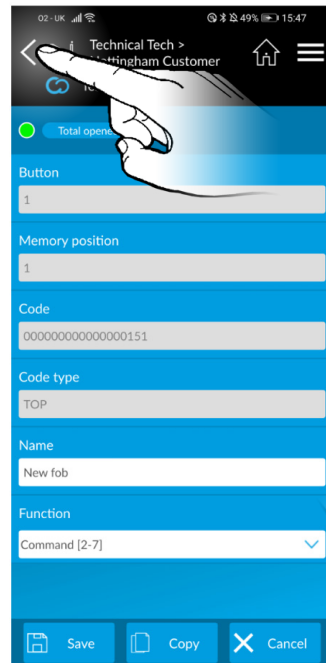 O2 - UK 49% 15:47
Technical Tech >
Nottingham Customer
Total opene
Button
1
Memory position
1
Code
000000000000000151
Code type
TOP
Name
New fob
Function
Command [2-7]
Save Copy Cancel